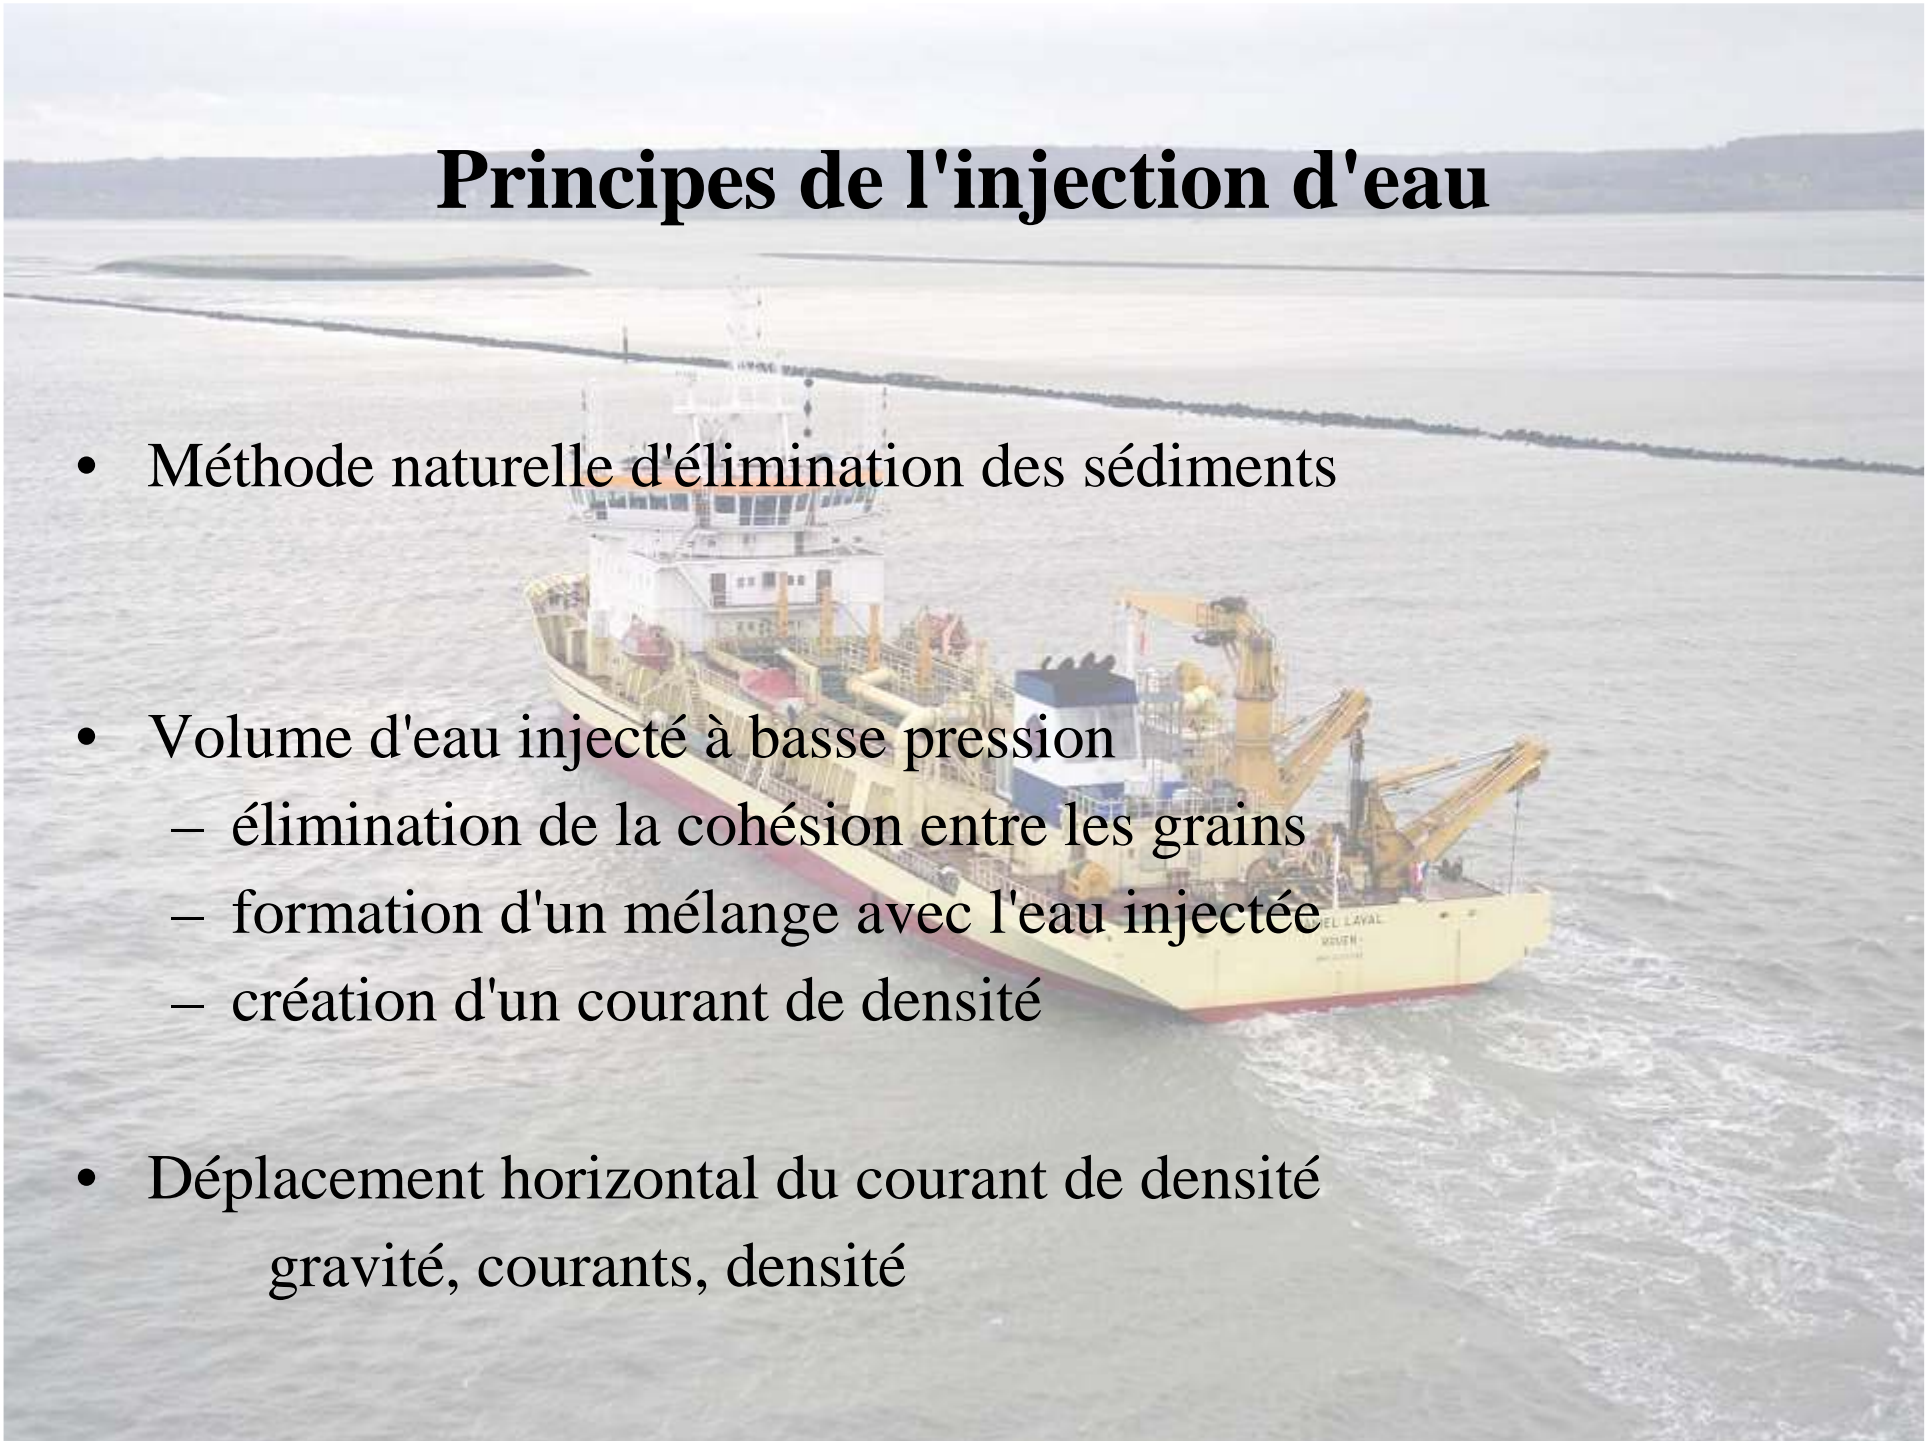 Principes de l'injection d'eau
• Méthode naturelle d'élimination des sédiments
• Volume d'eau injecté à basse pression
– élimination de la cohésion entre les grains
– formation d'un mélange avec l'eau injectée
– création d'un courant de densité
LAVAL
ROUEN
• Déplacement horizontal du courant de densité
gravité, courants, densité